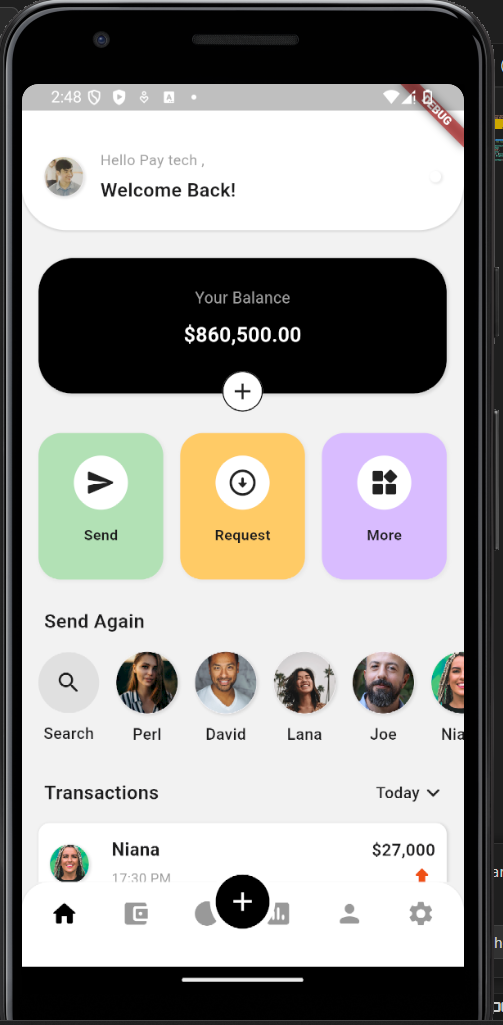 2:48
DEBUG
Hello Pay tech ,
Welcome Back!
Your Balance
$860,500.00
Send
Request
More
Send Again
Search
Perl
David
Lana
Joe
Nia
Transactions
Today
Niana
$27,000
17:30 PM